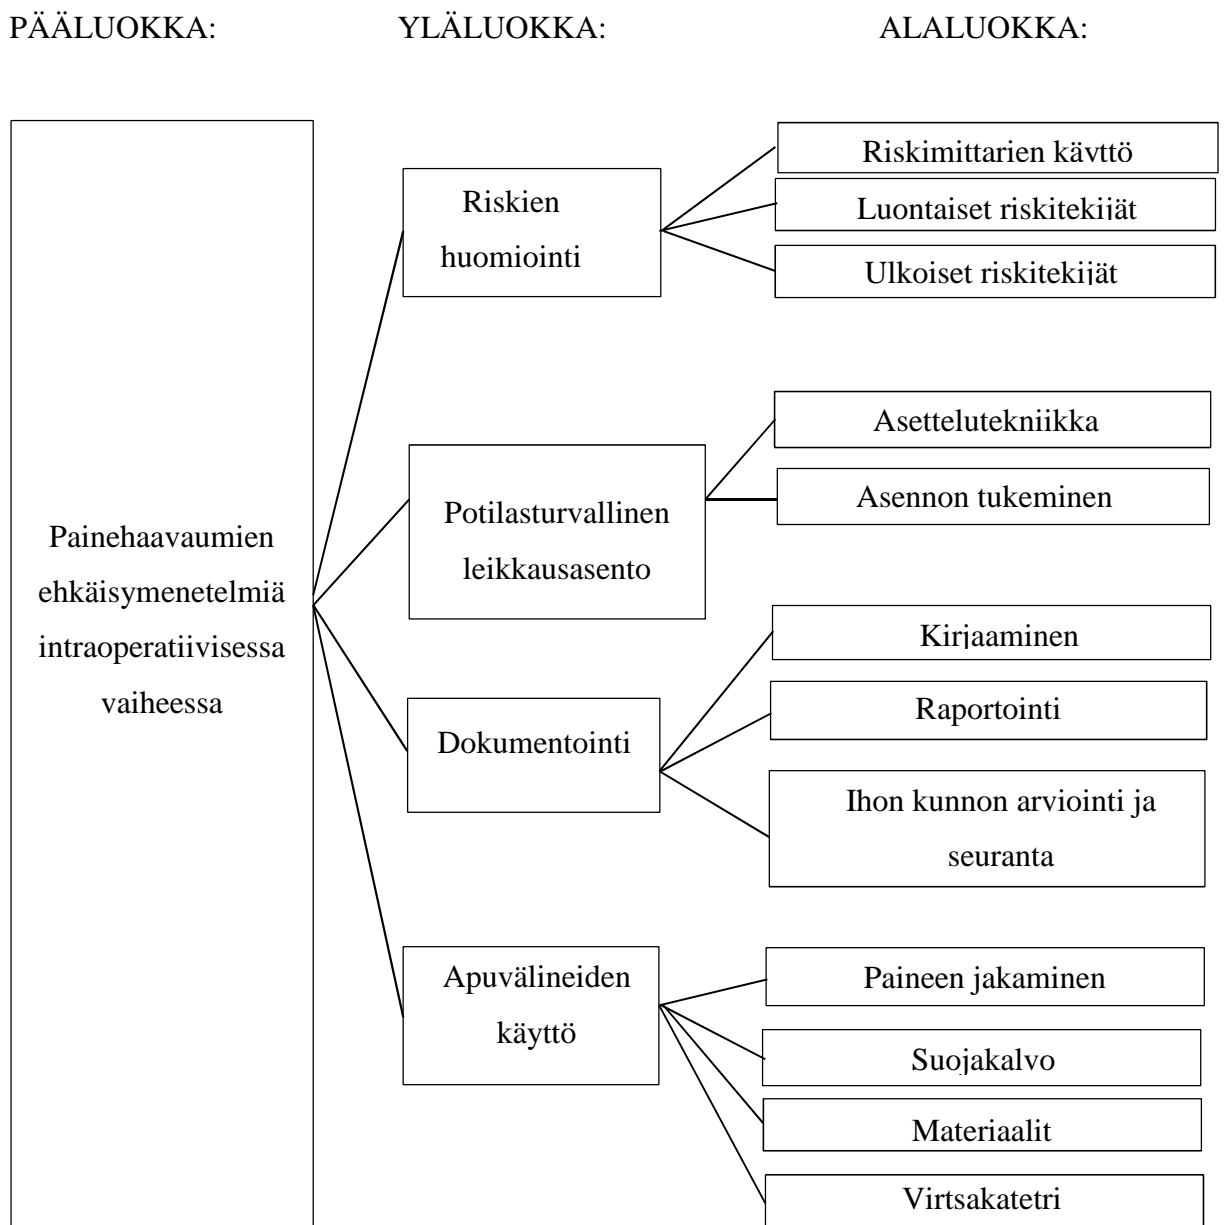 PÄÄLUOKKA: YLÄLUOKKA: ALALUOKKA:
Painehaavaumien
ehkäisymenetelmiä
intraoperatiivisessa
vaiheessa
Riskien
huomiointi
Riskimittarien käyttö
Luontaiset riskitekijät
Ulkoiset riskitekijät
Potilasturvallinen
leikkausasento
Asettelutekniikka
Asennon tukeminen
Dokumentointi
Kirjaaminen
Raportointi
Ihon kunnon arviointi ja
seuranta
Apuvälineiden
käyttö
Paineen jakaminen
Suojakalvo
Materiaalit
Virtsakatetri